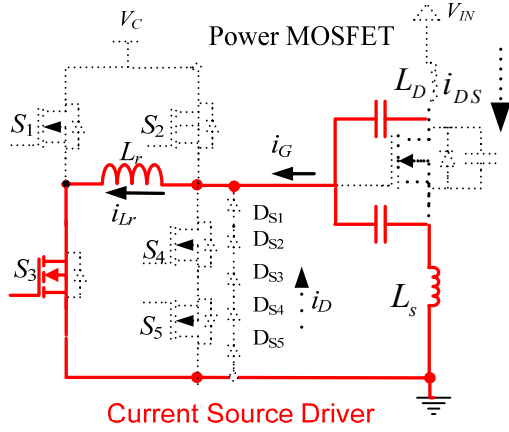 V_C
Power MOSFET
V_IN
L_D
i_DS
S_1
S_2
L_r
i_G
i_Lr
D_S1
D_S2
S_4
D_S3
S_3
D_S4
i_D
L_s
S_5
D_S5
Current Source Driver